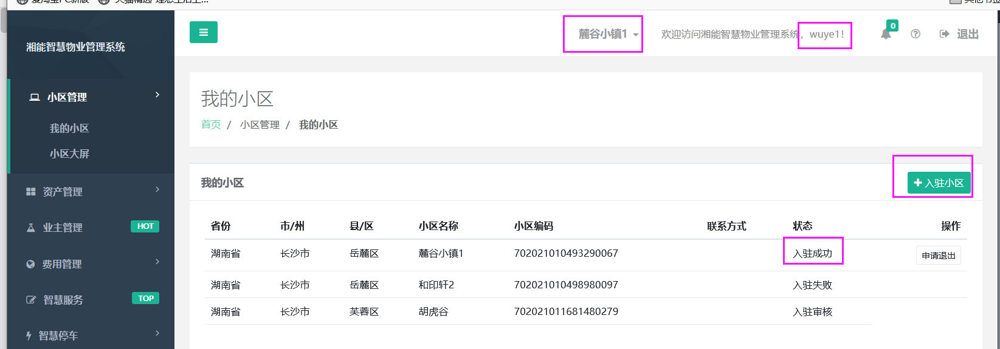 湘能智慧物业管理系统
麓谷小镇1
欢迎访问湘能智慧物业管理系统，wuye1!
0
退出
小区管理
我的小区
小区大屏
资产管理
业主管理 HOT
费用管理
智慧服务 TOP
智慧停车
我的小区
首页 / 小区管理 / 我的小区
我的小区
入驻小区
省份 市/州 县/区 小区名称 小区编码 联系方式 状态 操作
湖南省 长沙市 岳麓区 麓谷小镇1 702021010493290067 入驻成功 申请退出
湖南省 长沙市 岳麓区 和印轩2 702021010498980097 入驻失败
湖南省 长沙市 芙蓉区 胡虎谷 702021011681480279 入驻审核